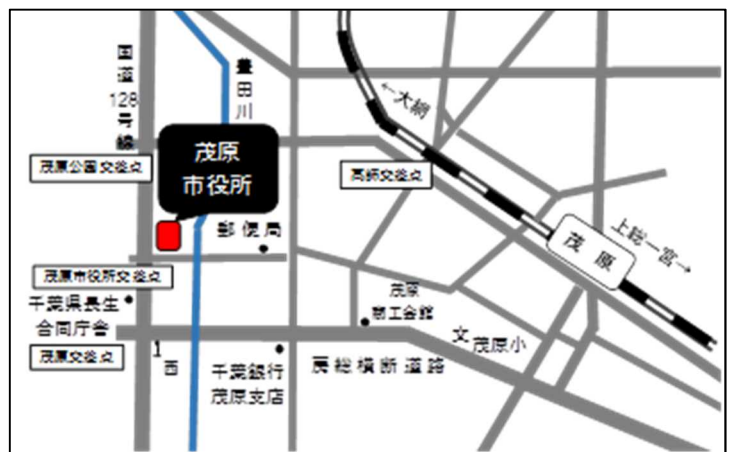 国道128号線
豊田川
←大網
茂原
市役所
茂原公園交差点
高師交差点
郵便局
茂原
上総一宮→
茂原市役所交差点
千葉県長生
合同庁舎
茂原
商工会館
文 茂原小
茂原交差点
1
西
千葉銀行
茂原支店
房総横断道路